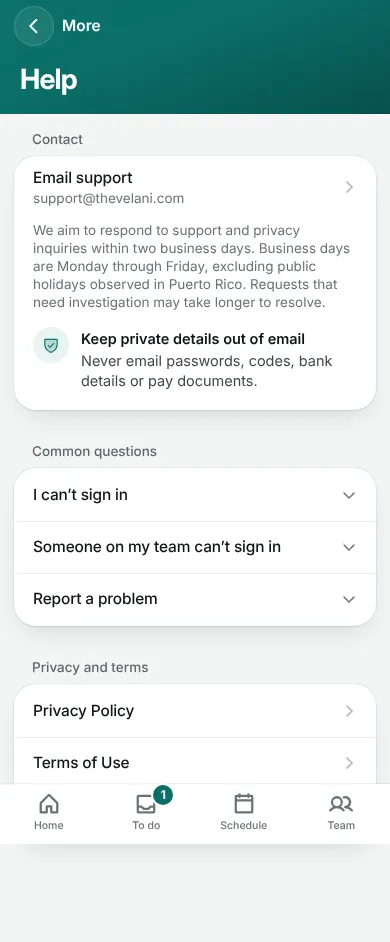 More
Help
Contact
Email support
support@thevelani.com
We aim to respond to support and privacy
inquiries within two business days. Business days
are Monday through Friday, excluding public
holidays observed in Puerto Rico. Requests that
need investigation may take longer to resolve.
Keep private details out of email
Never email passwords, codes, bank
details or pay documents.
Common questions
I can’t sign in
Someone on my team can’t sign in
Report a problem
Privacy and terms
Privacy Policy
Terms of Use
1
Home
To do
Schedule
Team